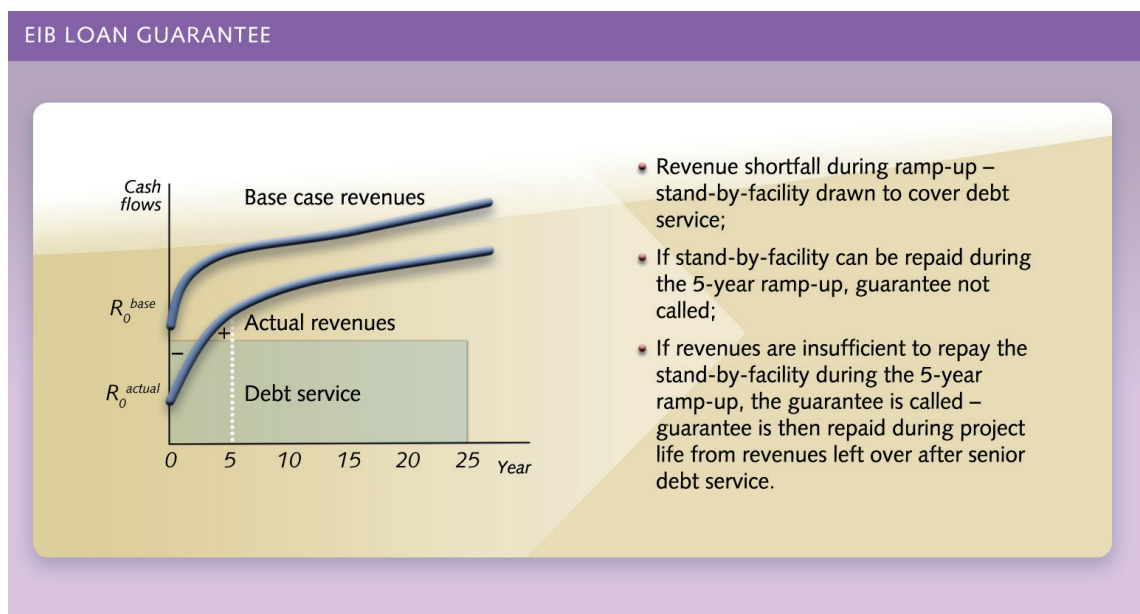 EIB LOAN GUARANTEE
Cash
flows
Base case revenues
R₀ᵇᵃˢᵉ
Actual revenues
+
–
R₀ᵃᶜᵗᵘᵃˡ
Debt service
0 5 10 15 20 25 Year
• Revenue shortfall during ramp-up –
stand-by-facility drawn to cover debt
service;
• If stand-by-facility can be repaid during
the 5-year ramp-up, guarantee not
called;
• If revenues are insufficient to repay the
stand-by-facility during the 5-year
ramp-up, the guarantee is called –
guarantee is then repaid during project
life from revenues left over after senior
debt service.